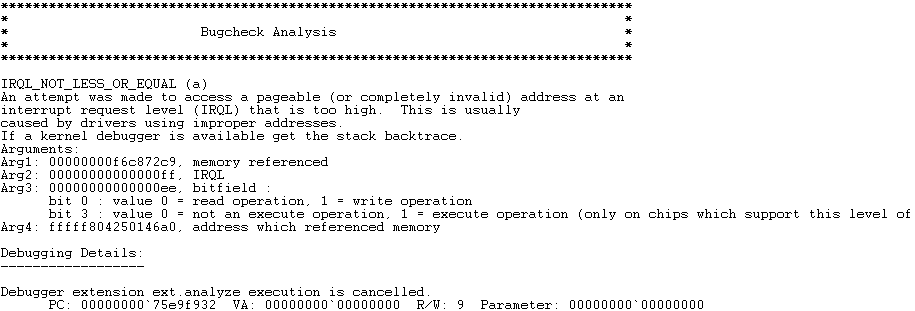 *******************************************************************************
*                                                                             *
*                        Bugcheck Analysis                                    *
*                                                                             *
*******************************************************************************
IRQL_NOT_LESS_OR_EQUAL (a)
An attempt was made to access a pageable (or completely invalid) address at an
interrupt request level (IRQL) that is too high.  This is usually
caused by drivers using improper addresses.
If a kernel debugger is available get the stack backtrace.
Arguments:
Arg1: 00000000f6c872c9, memory referenced
Arg2: 00000000000000ff, IRQL
Arg3: 00000000000000ee, bitfield :
bit 0 : value 0 = read operation, 1 = write operation
bit 3 : value 0 = not an execute operation, 1 = execute operation (only on chips which support this level of
Arg4: fffff804250146a0, address which referenced memory
Debugging Details:
------------------
Debugger extension ext.analyze execution is cancelled.
PC: 00000000`75e9f932  VA: 00000000`00000000  R/W: 9  Parameter: 00000000`00000000